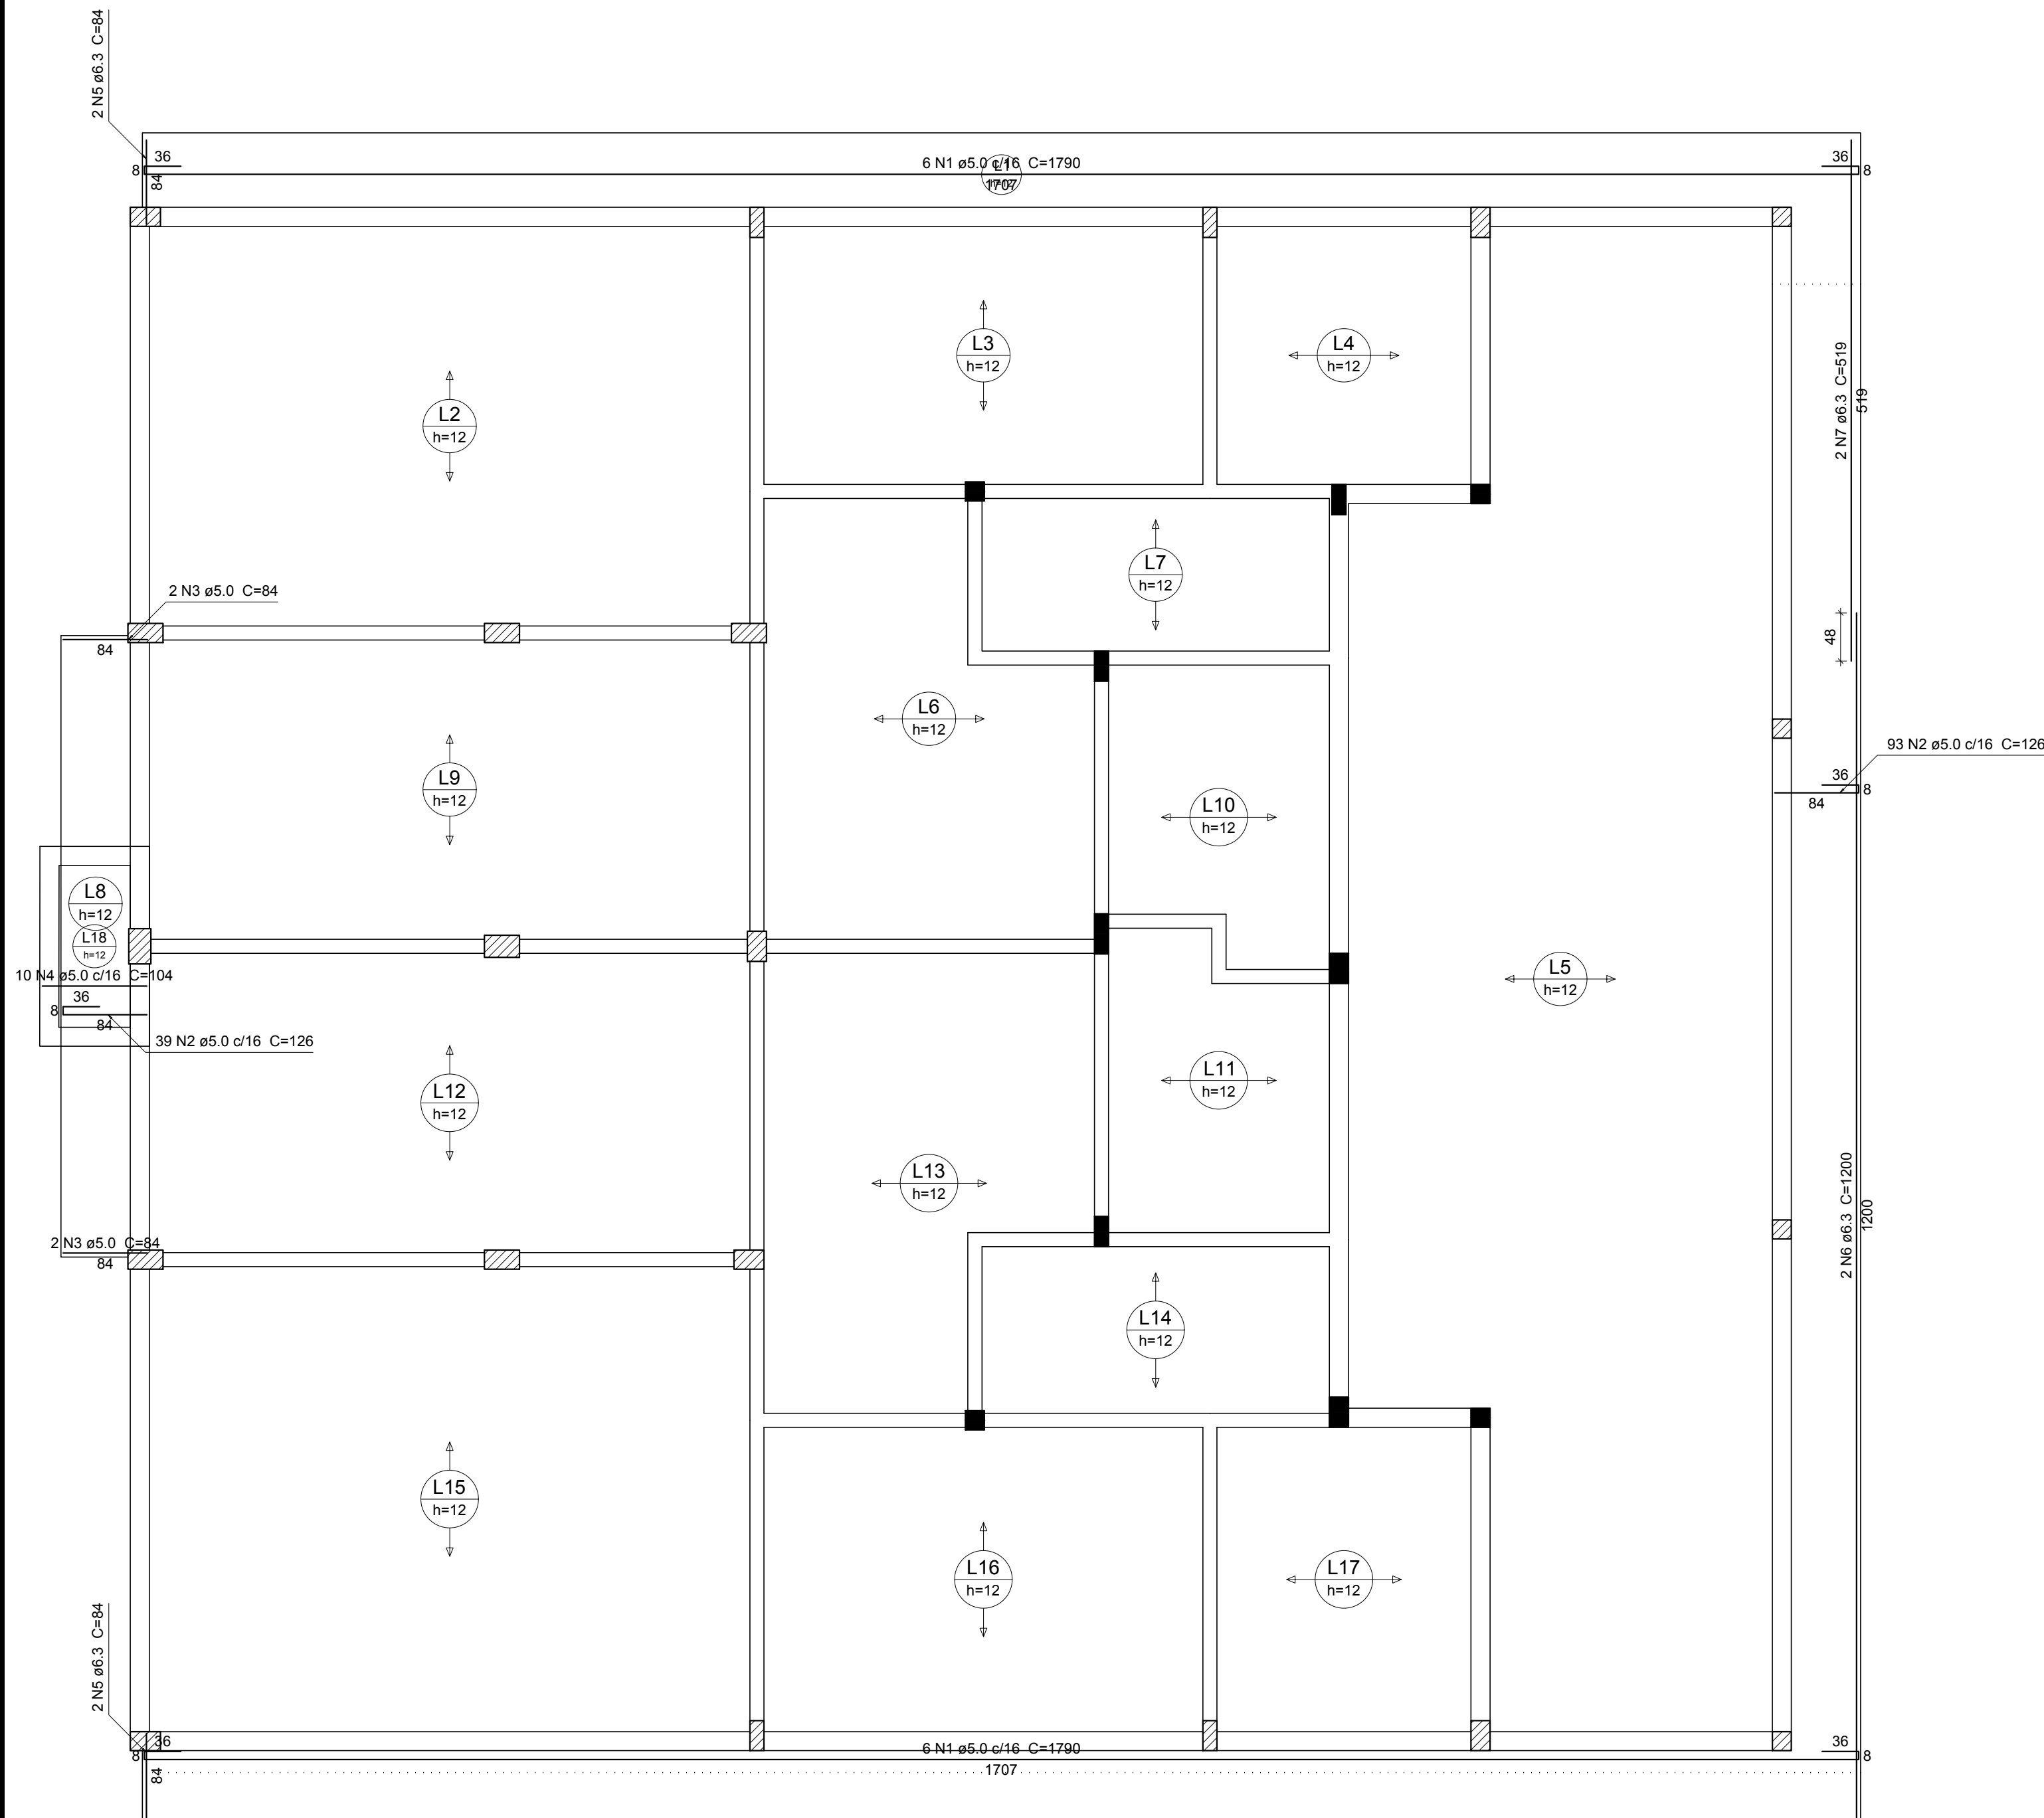 2 N5 ø6.3 C=84
36
8
84
6 N1 ø5.0 c/16 C=1790
L1
h=12
1707
36
8
L2
h=12
L3
h=12
L4
h=12
2 N7 ø6.3 C=519
519
L7
h=12
2 N3 ø5.0 C=84
84
48
L6
h=12
L9
h=12
93 N2 ø5.0 c/16 C=126
36
8
84
L10
h=12
L8
h=12
L18
h=12
10 N4 ø5.0 c/16 C=104
36
8
84
39 N2 ø5.0 c/16 C=126
L5
h=12
L11
h=12
L12
h=12
L13
h=12
2 N6 ø6.3 C=1200
1200
2 N3 ø5.0 C=84
84
L14
h=12
L15
h=12
L16
h=12
L17
h=12
2 N5 ø6.3 C=84
36
8
84
6 N1 ø5.0 c/16 C=1790
1707
36
8